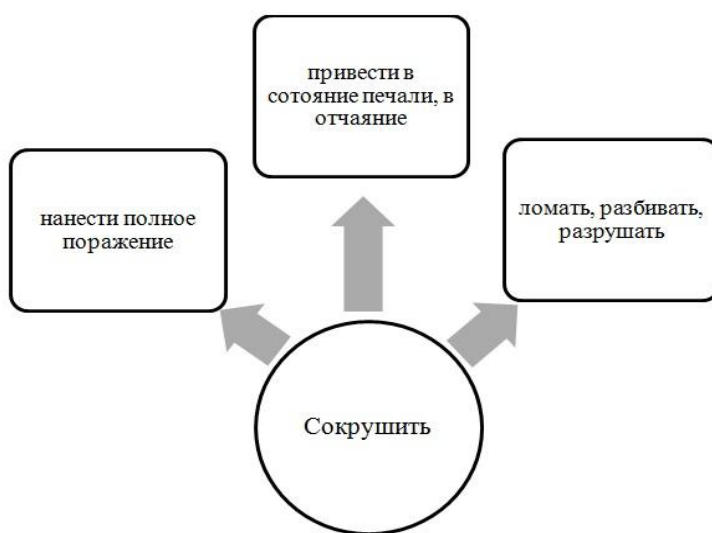 привести в
сотояние печали, в
отчаяние
нанести полное
поражение
ломать, разбивать,
разрушать
Сокрушить